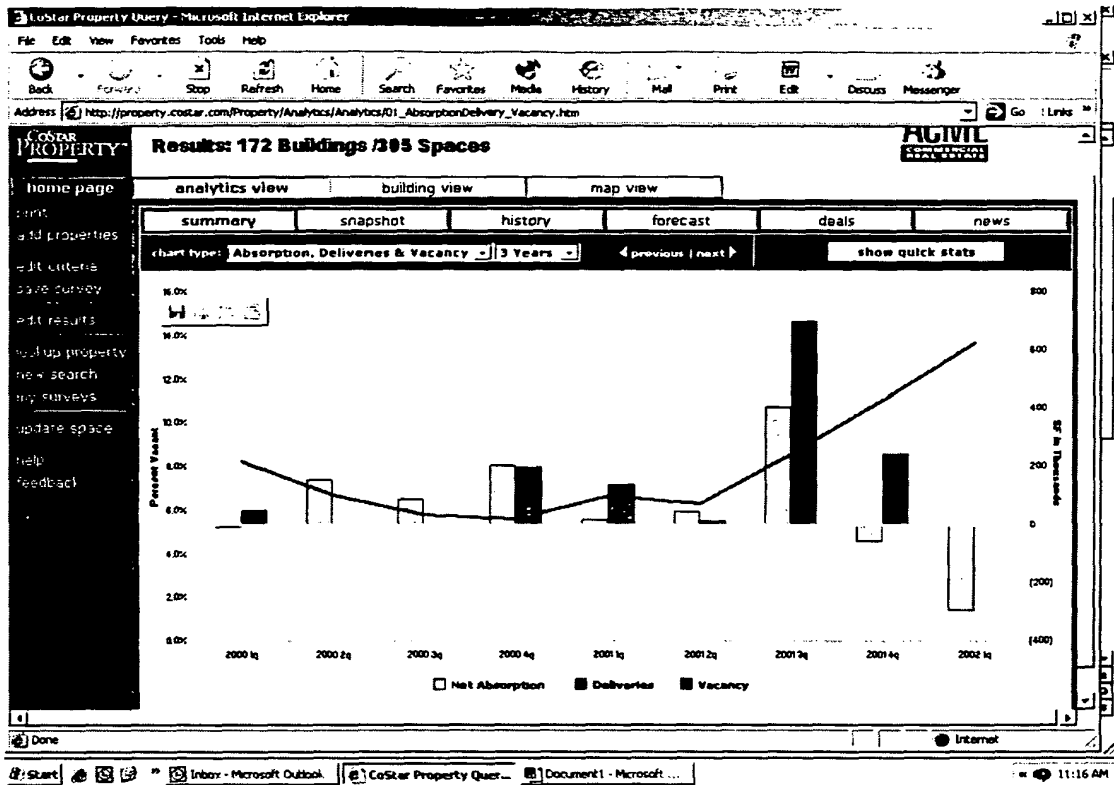 CoStar Property Query - Microsoft Internet Explorer
File Edit View Favorites Tools Help
Back Forward Stop Refresh Home Search Favorites Media History Mail Print Edit Discuss Messenger
Address http://property.costar.com/Property/Analytics/Analytics/01_AbsorptionDelivery_Vacancy.htm Go Links
COSTAR PROPERTY
Results: 172 Buildings /395 Spaces
ACME
COMMERCIAL
REAL ESTATE
home page
analytics view building view map view
print
add properties
edit criteria
save survey
edit results
new search
my surveys
update space
help
feedback
summary snapshot history forecast deals news
chart type: Absorption, Deliveries & Vacancy 3 Years previous | next show quick stats
16.0% 800
14.0% 600
12.0%
10.0% 400
8.0% 200
6.0% 0
4.0% (200)
2.0%
0.0% (400)
Percent Vacant
SF in Thousands
2000 1q 2000 2q 2000 3q 2000 4q 2001 1q 2001 2q 2001 3q 2001 4q 2002 1q
Net Absorption Deliveries Vacancy
Done Internet
Start Inbox - Microsoft Outlook CoStar Property Quer... Document1 - Microsoft ... 11:16 AM